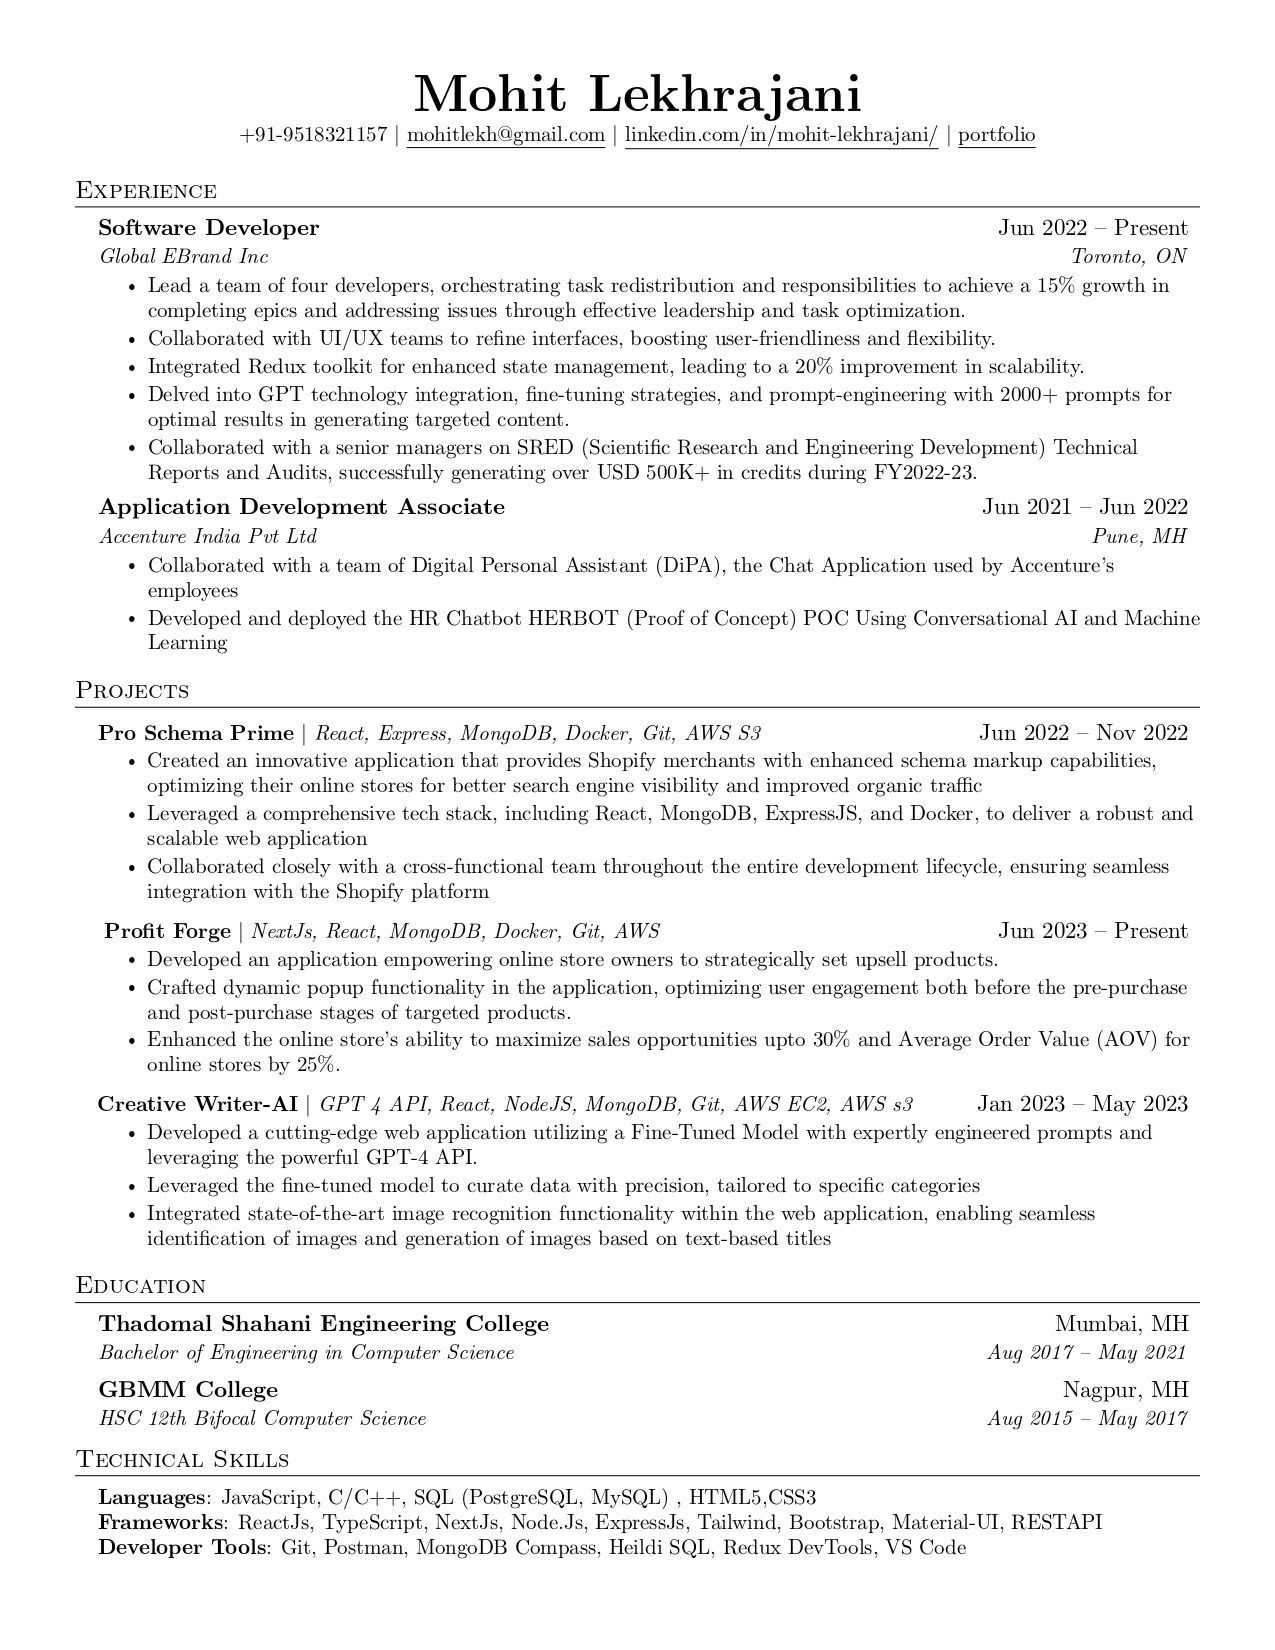 Mohit Lekhrajani
+91-9518321157 | mohitlekh@gmail.com | linkedin.com/in/mohit-lekhrajani/ | portfolio
Experience
Software Developer Jun 2022 – Present
Global EBrand Inc Toronto, ON
• Lead a team of four developers, orchestrating task redistribution and responsibilities to achieve a 15% growth in
completing epics and addressing issues through effective leadership and task optimization.
• Collaborated with UI/UX teams to refine interfaces, boosting user-friendliness and flexibility.
• Integrated Redux toolkit for enhanced state management, leading to a 20% improvement in scalability.
• Delved into GPT technology integration, fine-tuning strategies, and prompt-engineering with 2000+ prompts for
optimal results in generating targeted content.
• Collaborated with a senior managers on SRED (Scientific Research and Engineering Development) Technical
Reports and Audits, successfully generating over USD 500K+ in credits during FY2022-23.
Application Development Associate Jun 2021 – Jun 2022
Accenture India Pvt Ltd Pune, MH
• Collaborated with a team of Digital Personal Assistant (DiPA), the Chat Application used by Accenture's
employees
• Developed and deployed the HR Chatbot HERBOT (Proof of Concept) POC Using Conversational AI and Machine
Learning
Projects
Pro Schema Prime | React, Express, MongoDB, Docker, Git, AWS S3 Jun 2022 – Nov 2022
• Created an innovative application that provides Shopify merchants with enhanced schema markup capabilities,
optimizing their online stores for better search engine visibility and improved organic traffic
• Leveraged a comprehensive tech stack, including React, MongoDB, ExpressJS, and Docker, to deliver a robust and
scalable web application
• Collaborated closely with a cross-functional team throughout the entire development lifecycle, ensuring seamless
integration with the Shopify platform
Profit Forge | NextJs, React, MongoDB, Docker, Git, AWS Jun 2023 – Present
• Developed an application empowering online store owners to strategically set upsell products.
• Crafted dynamic popup functionality in the application, optimizing user engagement both before the pre-purchase
and post-purchase stages of targeted products.
• Enhanced the online store's ability to maximize sales opportunities upto 30% and Average Order Value (AOV) for
online stores by 25%.
Creative Writer-AI | GPT 4 API, React, NodeJS, MongoDB, Git, AWS EC2, AWS s3 Jan 2023 – May 2023
• Developed a cutting-edge web application utilizing a Fine-Tuned Model with expertly engineered prompts and
leveraging the powerful GPT-4 API.
• Leveraged the fine-tuned model to curate data with precision, tailored to specific categories
• Integrated state-of-the-art image recognition functionality within the web application, enabling seamless
identification of images and generation of images based on text-based titles
Education
Thadomal Shahani Engineering College Mumbai, MH
Bachelor of Engineering in Computer Science Aug 2017 – May 2021
GBMM College Nagpur, MH
HSC 12th Bifocal Computer Science Aug 2015 – May 2017
Technical Skills
Languages: JavaScript, C/C++, SQL (PostgreSQL, MySQL) , HTML5,CSS3
Frameworks: ReactJs, TypeScript, NextJs, Node.Js, ExpressJs, Tailwind, Bootstrap, Material-UI, RESTAPI
Developer Tools: Git, Postman, MongoDB Compass, Heildi SQL, Redux DevTools, VS Code